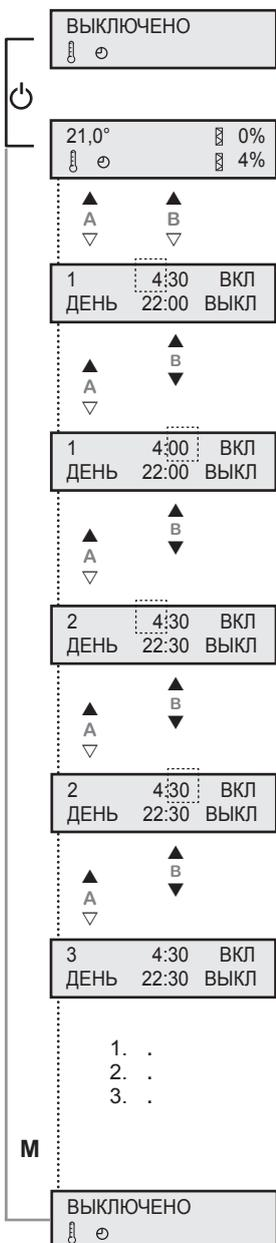 ВЫКЛЮЧЕНО
21,0° 0%
4%
A B
1 4:30 ВКЛ
ДЕНЬ 22:00 ВЫКЛ
B
A
1 4:00 ВКЛ
ДЕНЬ 22:00 ВЫКЛ
B
A
2 4:30 ВКЛ
ДЕНЬ 22:30 ВЫКЛ
B
A
2 4:30 ВКЛ
ДЕНЬ 22:30 ВЫКЛ
B
A
3 4:30 ВКЛ
ДЕНЬ 22:30 ВЫКЛ
1. .
2. .
3. .
M
ВЫКЛЮЧЕНО